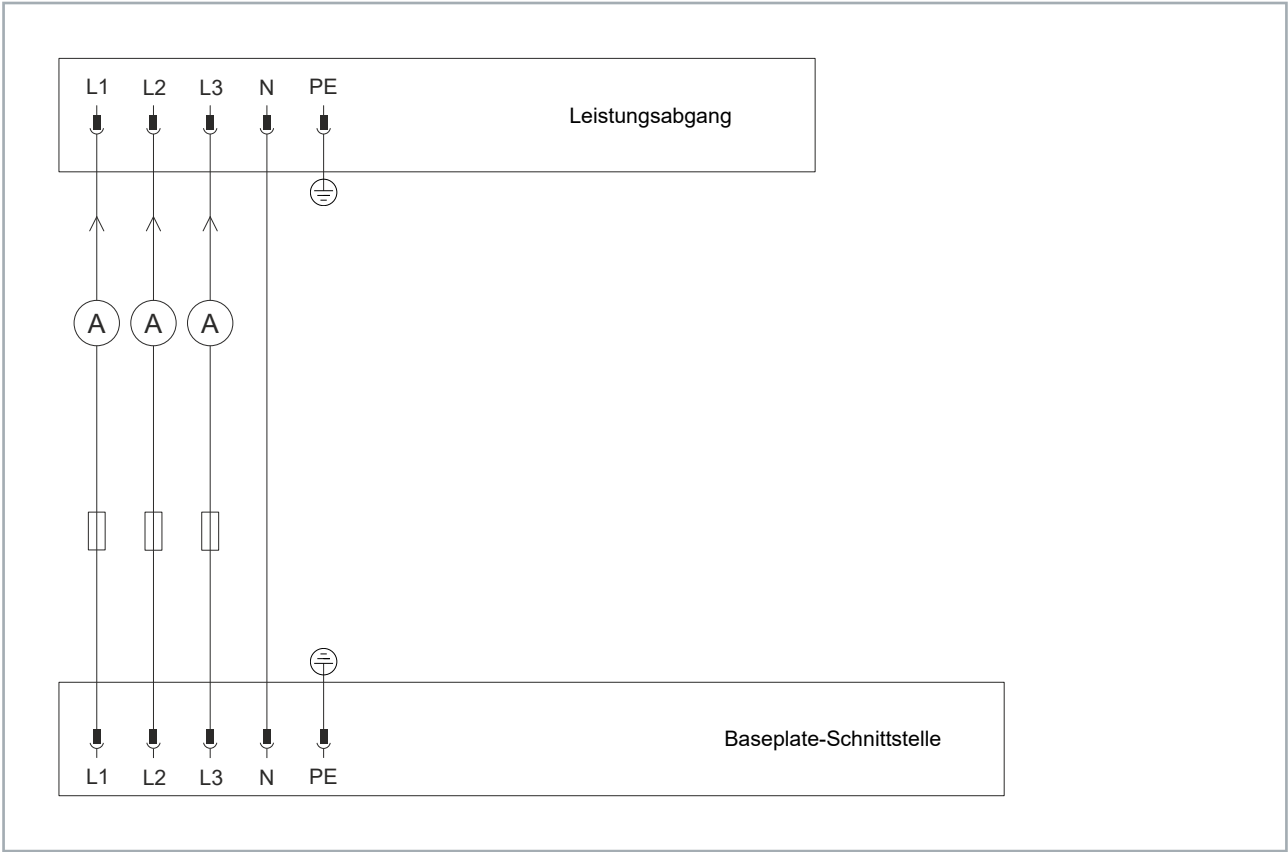 L1 L2 L3 N PE
Leistungsabgang
A A A
Baseplate-Schnittstelle
L1 L2 L3 N PE